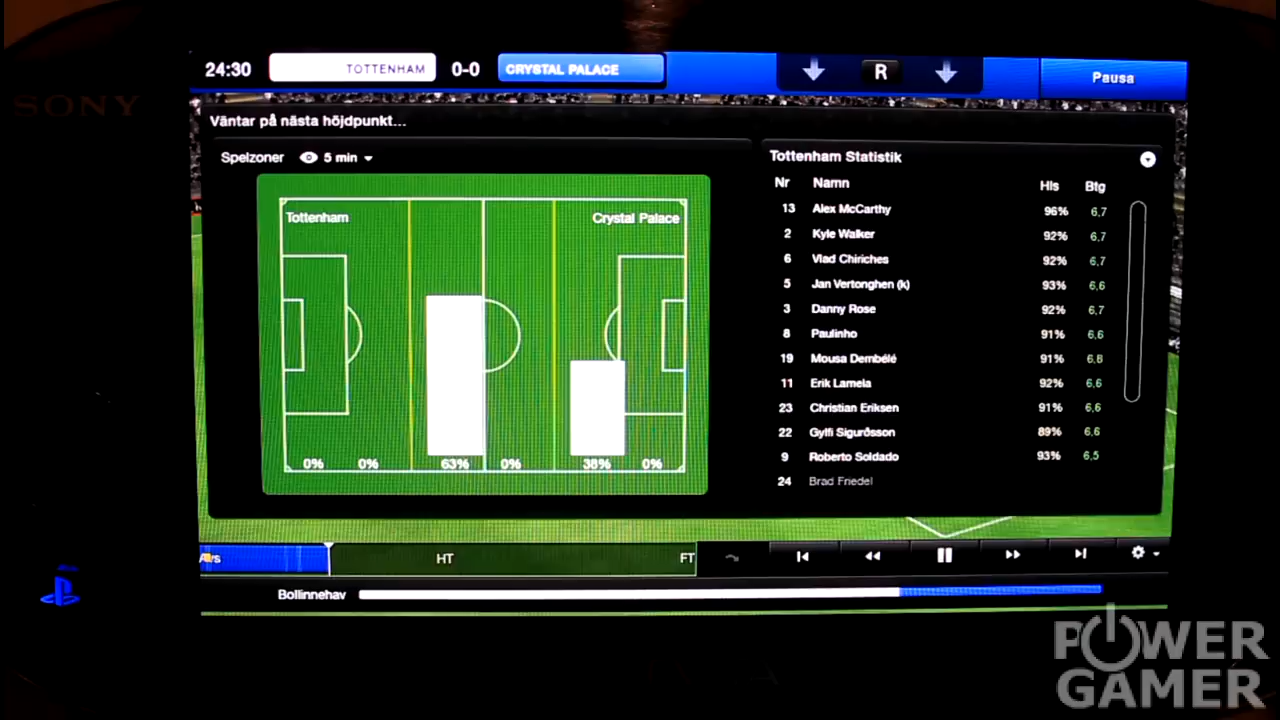 24:30 TOTTENHAM 0-0 CRYSTAL PALACE R Pausa
SONY
Väntar på nästa höjdpunkt...
Spelzoner 5 min
Tottenham Crystal Palace
0% 0% 63% 0% 38% 0%
Tottenham Statistik
Nr Namn Hls Btg
13 Alex McCarthy 96% 6,7
2 Kyle Walker 92% 6,7
6 Vlad Chiriches 92% 6,7
5 Jan Vertonghen (k) 93% 6,6
3 Danny Rose 92% 6,7
8 Paulinho 91% 6,6
19 Mousa Dembélé 91% 6,8
11 Erik Lamela 92% 6,6
23 Christian Eriksen 91% 6,6
22 Gylfi Sigurðsson 89% 6,6
9 Roberto Soldado 93% 6,5
24 Brad Friedel
HT FT
Bollinnehav
POWER
GAMER